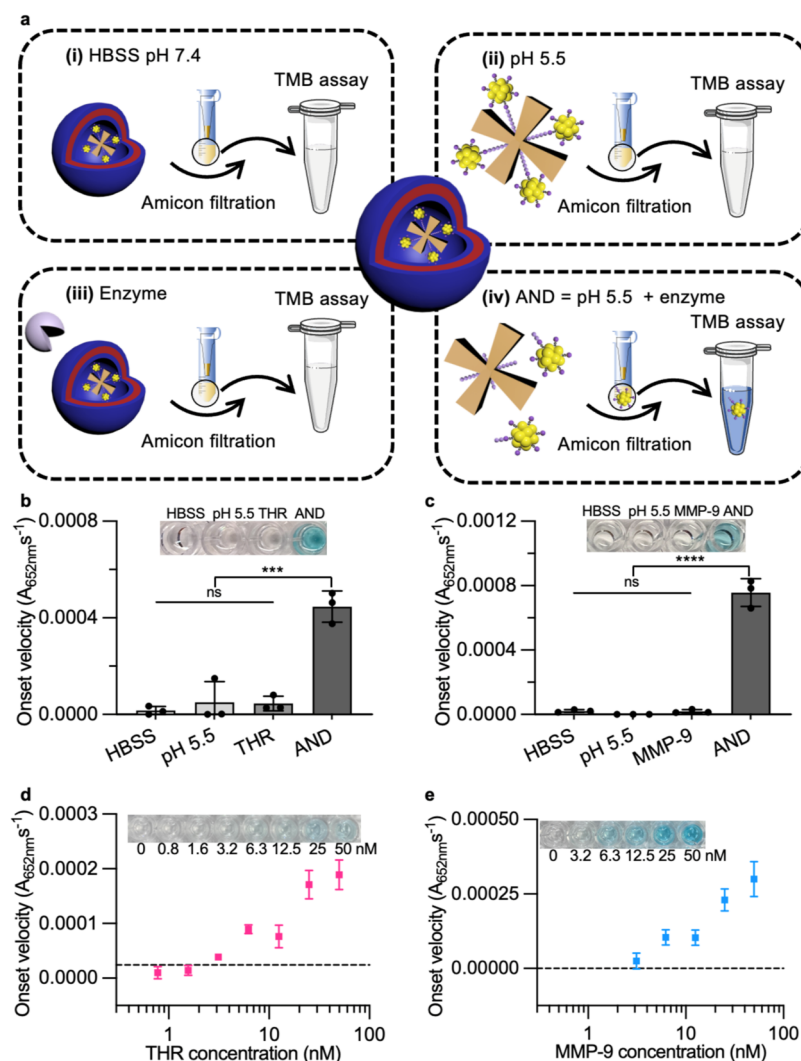 a
(i) HBSS pH 7.4
TMB assay
Amicon filtration
(ii) pH 5.5
TMB assay
Amicon filtration
(iii) Enzyme
TMB assay
Amicon filtration
(iv) AND = pH 5.5 + enzyme
TMB assay
Amicon filtration
b
Onset velocity (A652nms-1)
0.0008
0.0004
0.0000
HBSS pH 5.5 THR AND
***
ns
HBSS
pH 5.5
THR
AND
c
Onset velocity (A652nms-1)
0.0012
0.0008
0.0004
0.0000
HBSS pH 5.5 MMP-9 AND
****
ns
HBSS
pH 5.5
MMP-9
AND
d
Onset velocity (A652nms-1)
0.0003
0.0002
0.0001
0.0000
0 0.8 1.6 3.2 6.3 12.5 25 50 nM
1 10 100
THR concentration (nM)
e
Onset velocity (A652nms-1)
0.00050
0.00025
0.00000
0 3.2 6.3 12.5 25 50 nM
1 10 100
MMP-9 concentration (nM)